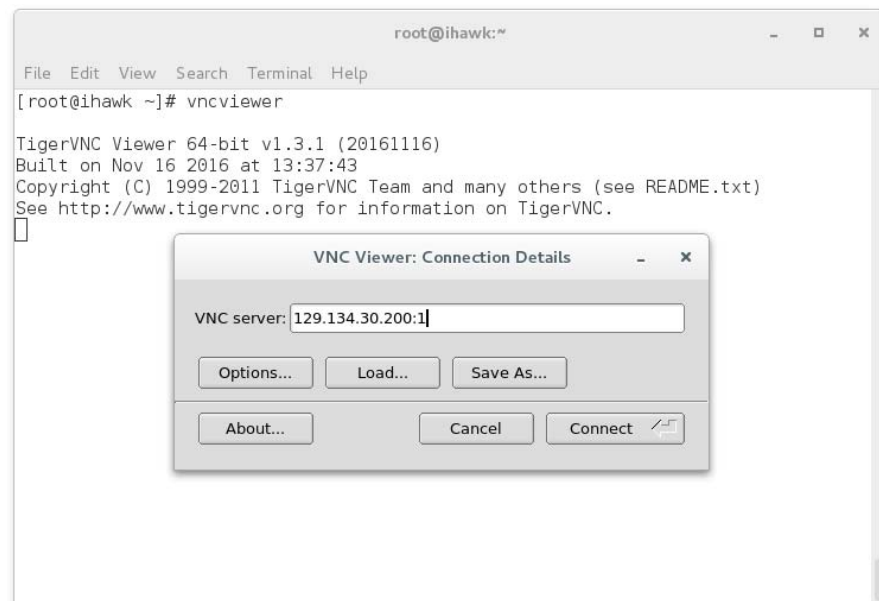 root@ihawk:~
File Edit View Search Terminal Help
[root@ihawk ~]# vncviewer
TigerVNC Viewer 64-bit v1.3.1 (20161116)
Built on Nov 16 2016 at 13:37:43
Copyright (C) 1999-2011 TigerVNC Team and many others (see README.txt)
See http://www.tigervnc.org for information on TigerVNC.
VNC Viewer: Connection Details
VNC server: 129.134.30.200:1
Options... Load... Save As...
About... Cancel Connect